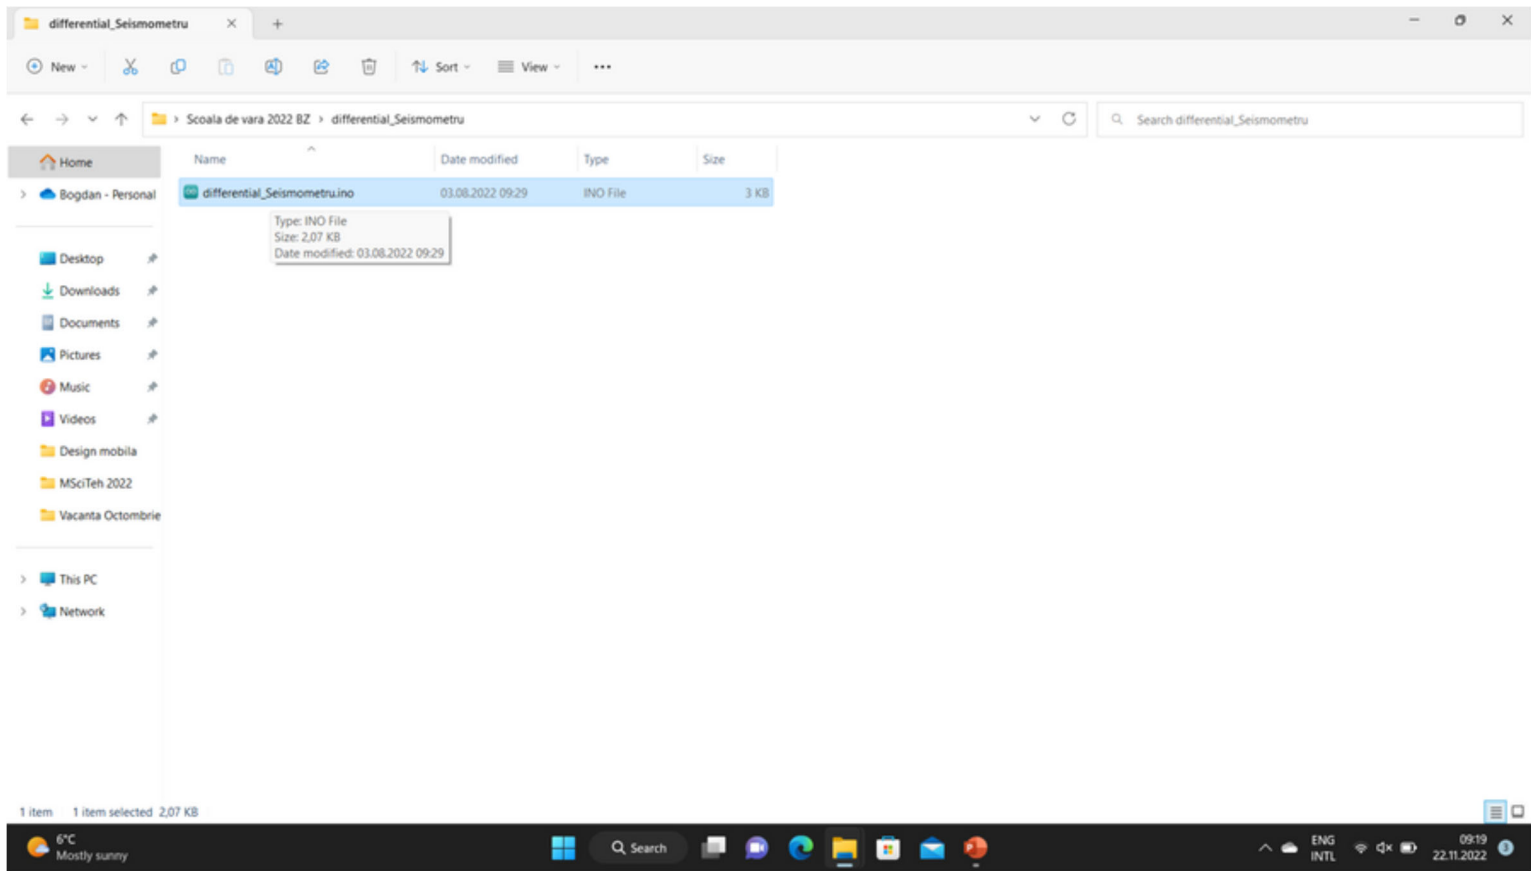 differential_Seismometru
New
Sort
View
Scoala de vara 2022 BZ > differential_Seismometru
Search differential_Seismometru
Home
Bogdan - Personal
Desktop
Downloads
Documents
Pictures
Music
Videos
Design mobila
MSciTeh 2022
Vacanta Octombrie
This PC
Network
Name Date modified Type Size
differential_Seismometru.ino 03.08.2022 09:29 INO File 3 KB
Type: INO File
Size: 2,07 KB
Date modified: 03.08.2022 09:29
1 item 1 item selected 2,07 KB
6°C
Mostly sunny
Search
ENG
INTL
09:19
22.11.2022
3